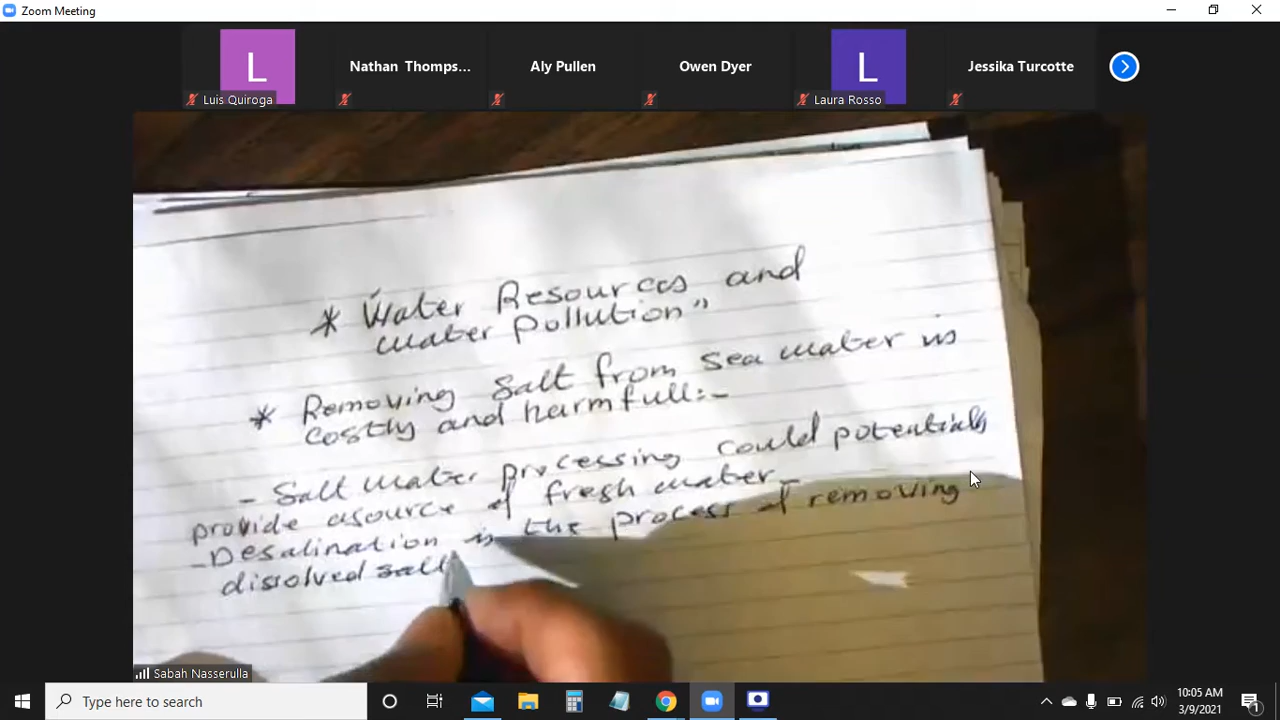 Zoom Meeting
L
Luis Quiroga
Nathan Thomps...
Aly Pullen
Owen Dyer
L
Laura Rosso
Jessika Turcotte
* "Water Resources and
water Pollution"
* Removing Salt from sea water is
costly and harmfull:-
- Salt water processing could potentially
provide a source of fresh water -
- Desalination is the process of removing
dissolved salt
Sabah Nasserulla
Type here to search
10:05 AM
3/9/2021
1